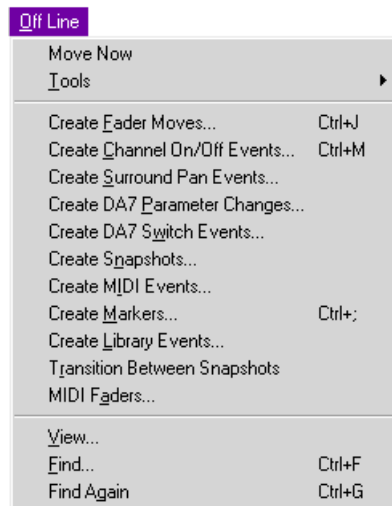 Off Line
Move Now
Tools
Create Fader Moves... Ctrl+J
Create Channel On/Off Events... Ctrl+M
Create Surround Pan Events...
Create DA7 Parameter Changes...
Create DA7 Switch Events...
Create Snapshots...
Create MIDI Events...
Create Markers... Ctrl+;
Create Library Events...
Transition Between Snapshots
MIDI Faders...
View...
Find... Ctrl+F
Find Again Ctrl+G